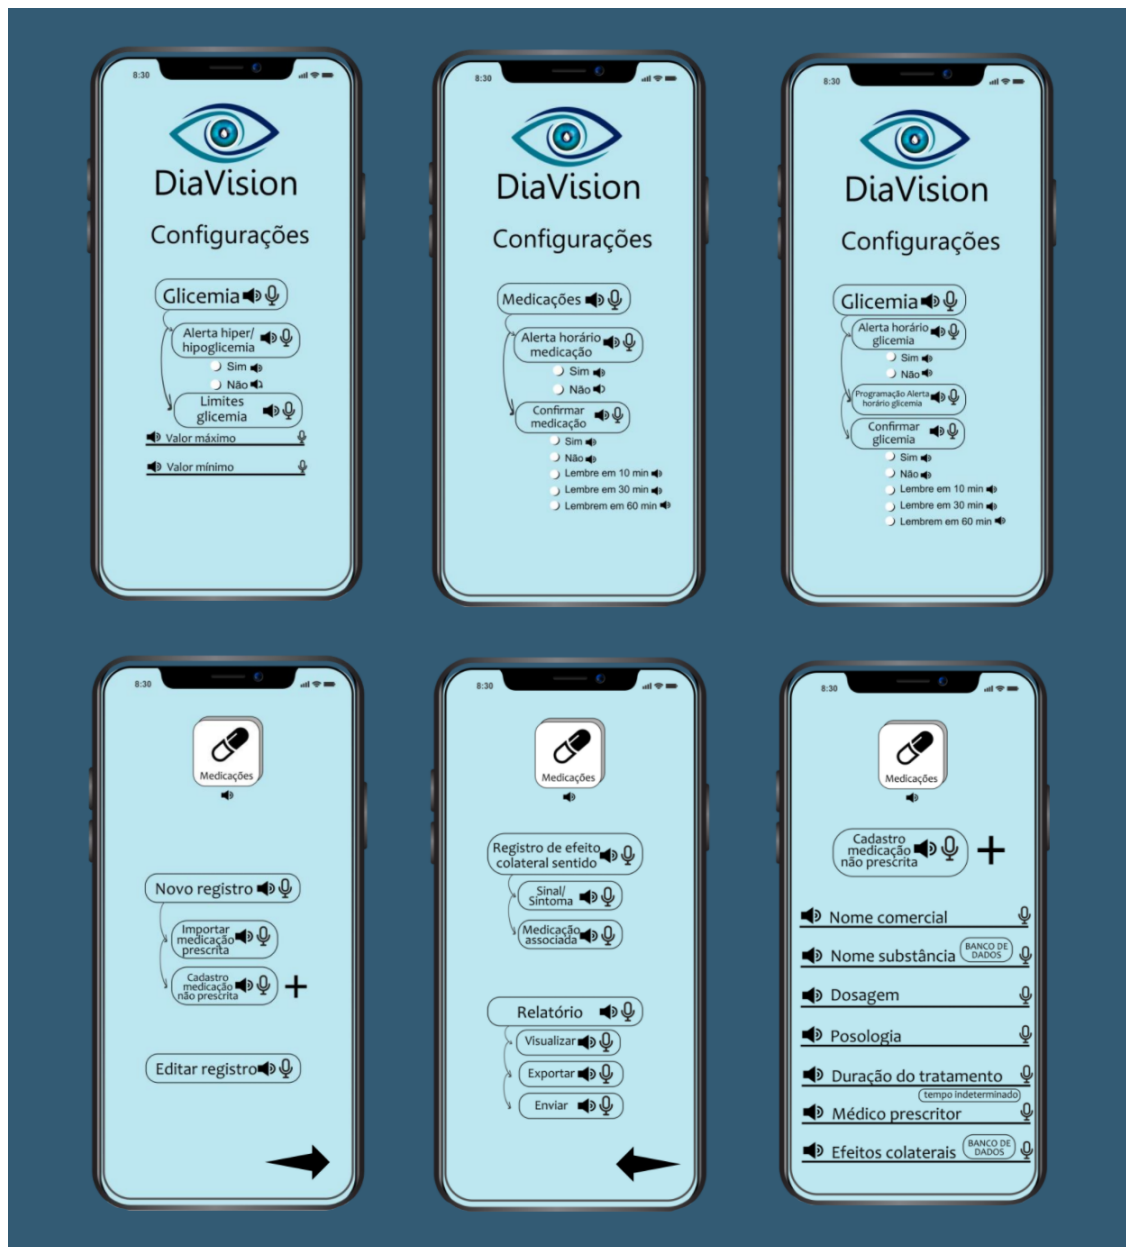 8:30
DiaVision
Configurações
Glicemia
Alerta hiper/
hipoglicemia
Sim
Não
Limites
glicemia
Valor máximo
Valor mínimo
8:30
DiaVision
Configurações
Medicações
Alerta horário
medicação
Sim
Não
Confirmar
medicação
Sim
Não
Lembre em 10 min
Lembre em 30 min
Lembrem em 60 min
8:30
DiaVision
Configurações
Glicemia
Alerta horário
glicemia
Sim
Não
Programação Alerta
horário glicemia
Confirmar
glicemia
Sim
Não
Lembre em 10 min
Lembre em 30 min
Lembrem em 60 min
8:30
Medicações
Novo registro
Importar
medicação
prescrita
Cadastro
medicação
não prescrita
+
Editar registro
8:30
Medicações
Registro de efeito
colateral sentido
Sinal/
Síntoma
Medicação
associada
Relatório
Visualizar
Exportar
Enviar
8:30
Medicações
Cadastro
medicação
não prescrita
+
Nome comercial
Nome substância
BANCO DE
DADOS
Dosagem
Posologia
Duração do tratamento
tempo indeterminado
Médico prescritor
Efeitos colaterais
BANCO DE
DADOS